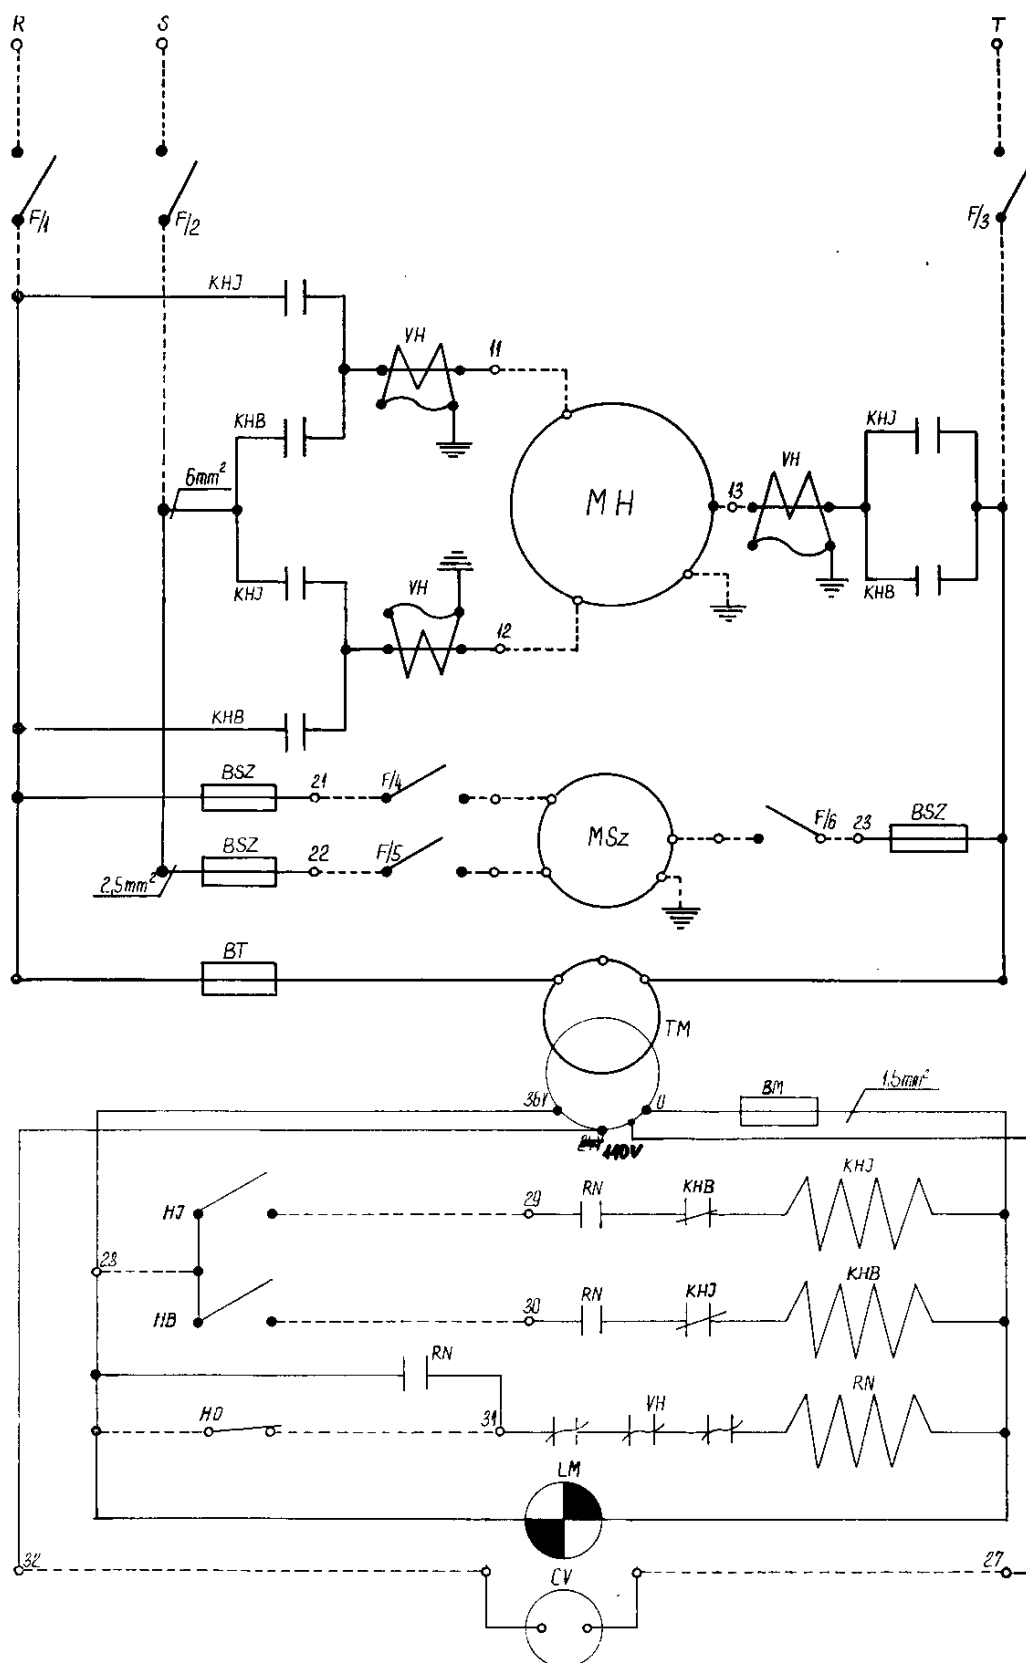 R S T
F/1 F/2 F/3
KHJ
VH
11
KHB KHJ
6mm² MH 13 VH
KHJ VH KHB
12
KHB
BSZ 21 F/4 F/6 23 BSZ
MSz
BSZ 22 F/5
2,5mm²
BT
TM
36V 0 BM 1,5mm²
110V
HJ 29 RN KHB KHJ
28
HB 30 RN KHJ KHB
RN
HO 31 VH RN
LM
32 CV 27